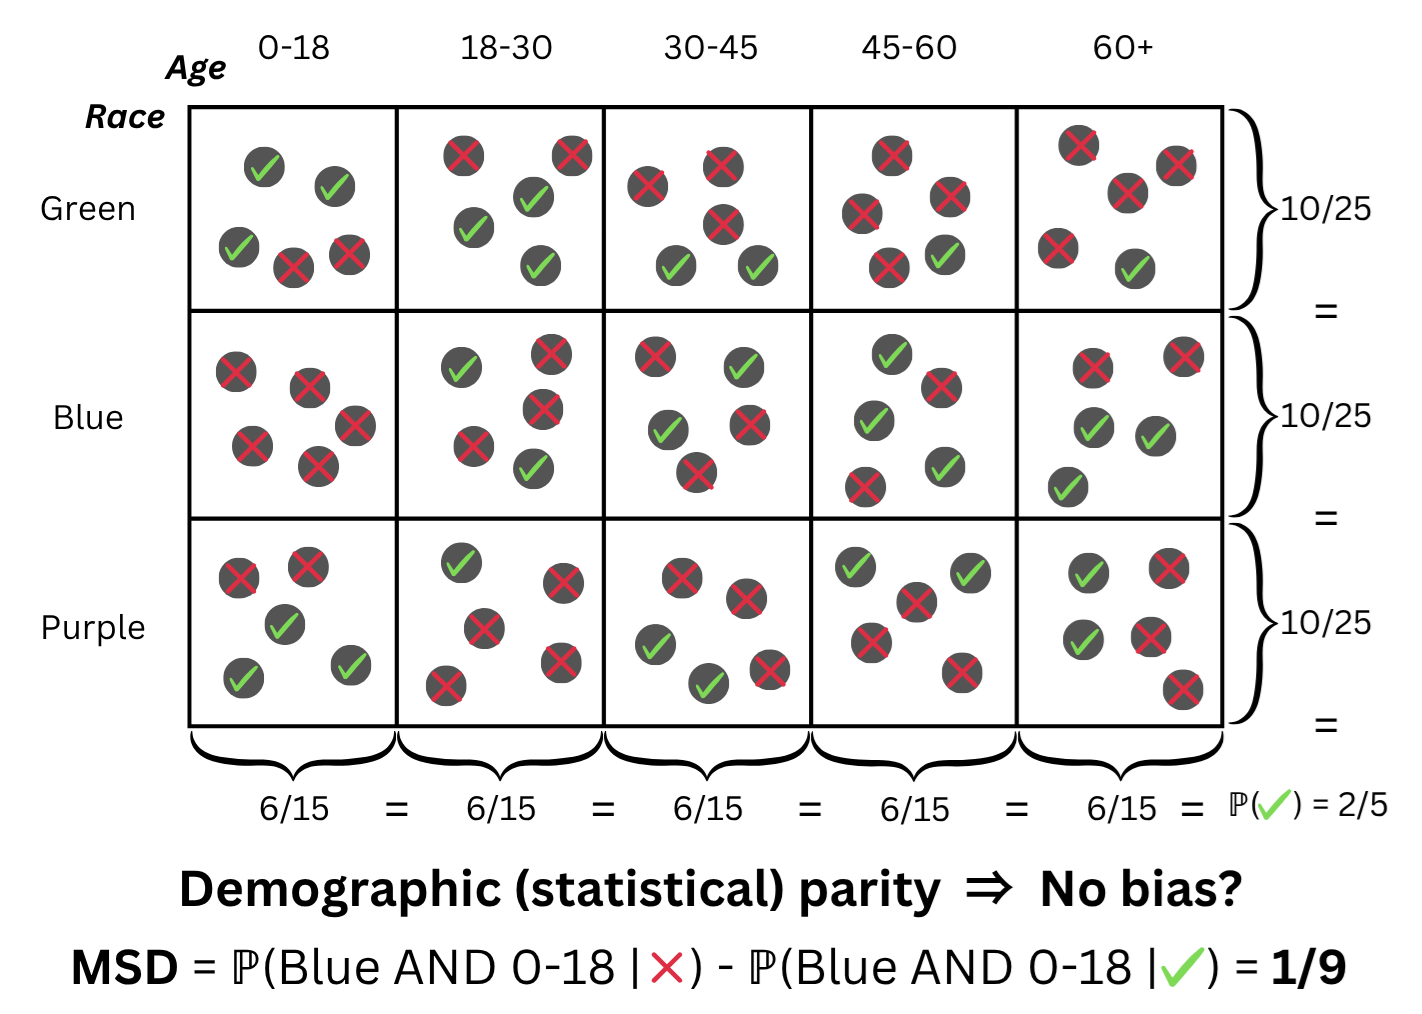 0-18 18-30 30-45 45-60 60+
Age
Race
Green 10/25
=
Blue 10/25
=
Purple 10/25
=
6/15 = 6/15 = 6/15 = 6/15 = 6/15 = ℙ(✓) = 2/5
Demographic (statistical) parity ⇒ No bias?
MSD = ℙ(Blue AND 0-18 | ✕) - ℙ(Blue AND 0-18 | ✓) = 1/9